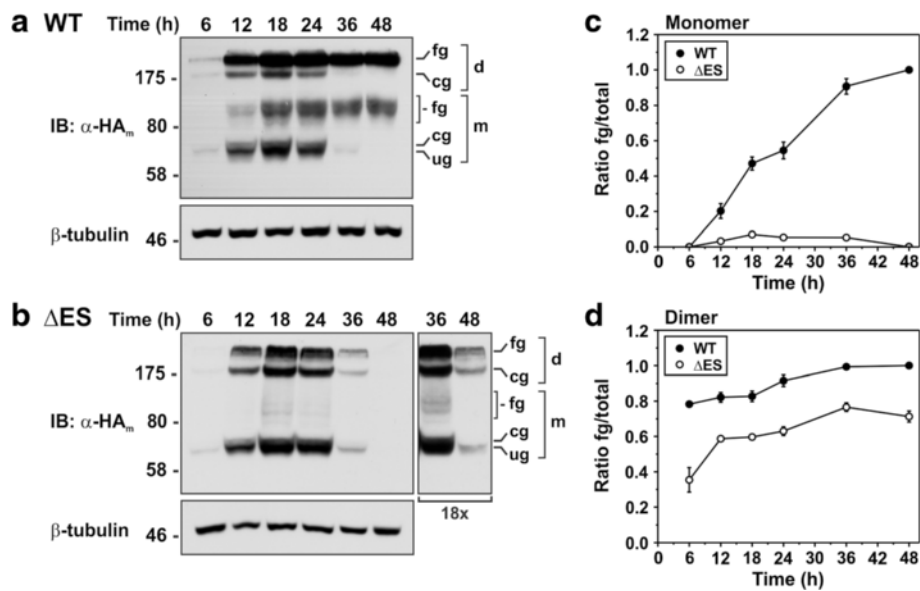 a WT Time (h) 6 12 18 24 36 48
fg
d
cg
175 -
- fg
IB: α-HAm
80 -
m
cg
ug
58 -
β-tubulin 46 -
b ΔES Time (h) 6 12 18 24 36 48 36 48
fg
d
cg
175 -
- fg
IB: α-HAm
80 -
m
cg
ug
58 -
18x
β-tubulin
46 -
c Monomer
1.2
1.0
0.8
0.6
0.4
0.2
0.0
WT
ΔES
Ratio fg/total
0 6 12 18 24 30 36 42 48
Time (h)
d Dimer
1.2
1.0
0.8
0.6
0.4
0.2
0.0
WT
ΔES
Ratio fg/total
0 6 12 18 24 30 36 42 48
Time (h)